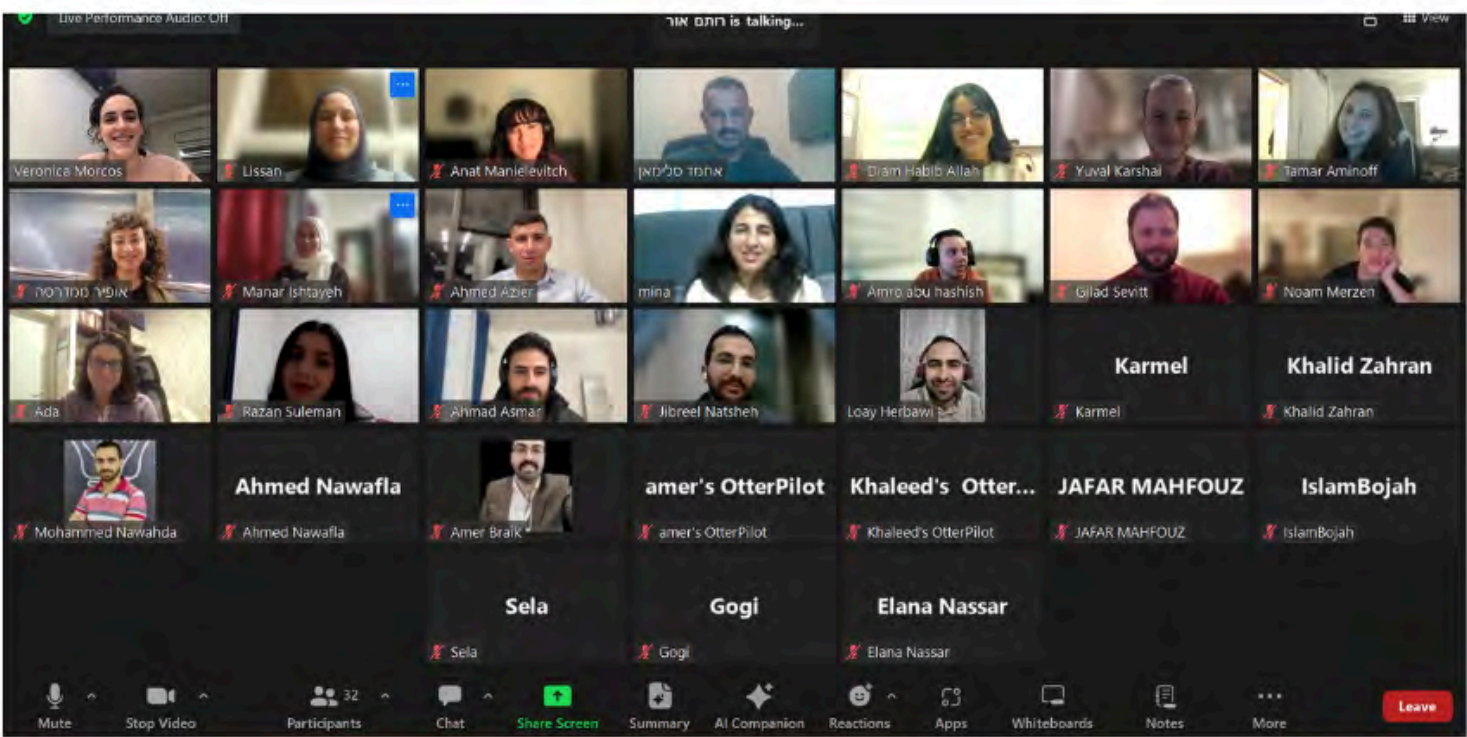 Live Performance Audio: Off
רותם אור is talking...
View
Veronica Morcos
Lissan
Anat Manielevitch
אחמד סלימאן
Diram Habib Allah
Yuval Karshai
Tamar Aminoff
אופיר ממדרסה
Manar Ishtayeh
Ahmed Azier
mina
Amro abu hashish
Gilad Sevitt
Noam Merzen
Ada
Razan Suleman
Ahmad Asmar
Jibreel Natsheh
Loay Herbawi
Karmel
Karmel
Khalid Zahran
Khalid Zahran
Mohammed Nawahda
Ahmed Nawafla
Ahmed Nawafla
Amer Braik
amer's OtterPilot
amer's OtterPilot
Khaleed's Otter...
Khaleed's OtterPilot
JAFAR MAHFOUZ
JAFAR MAHFOUZ
IslamBojah
IslamBojah
Sela
Sela
Gogi
Gogi
Elana Nassar
Elana Nassar
Mute
Stop Video
32
Participants
Chat
Share Screen
Summary
AI Companion
Reactions
Apps
Whiteboards
Notes
More
Leave